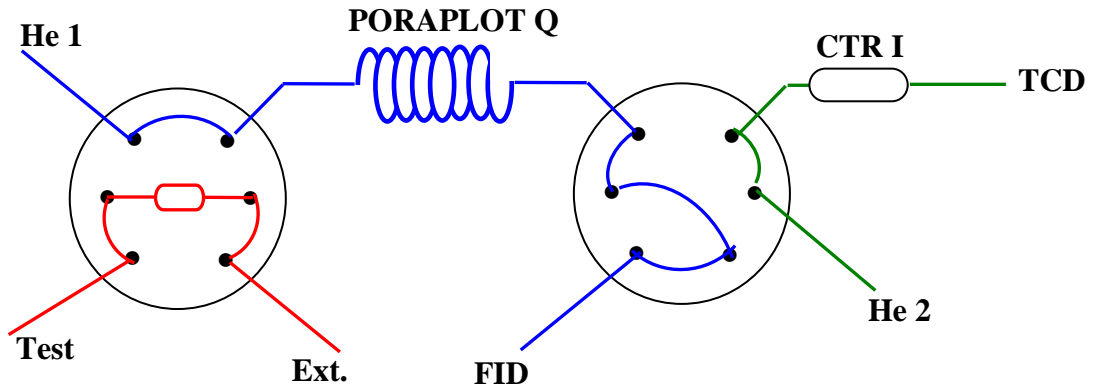 PORAPLOT Q
He 1
CTR I
TCD
He 2
Test
Ext.
FID